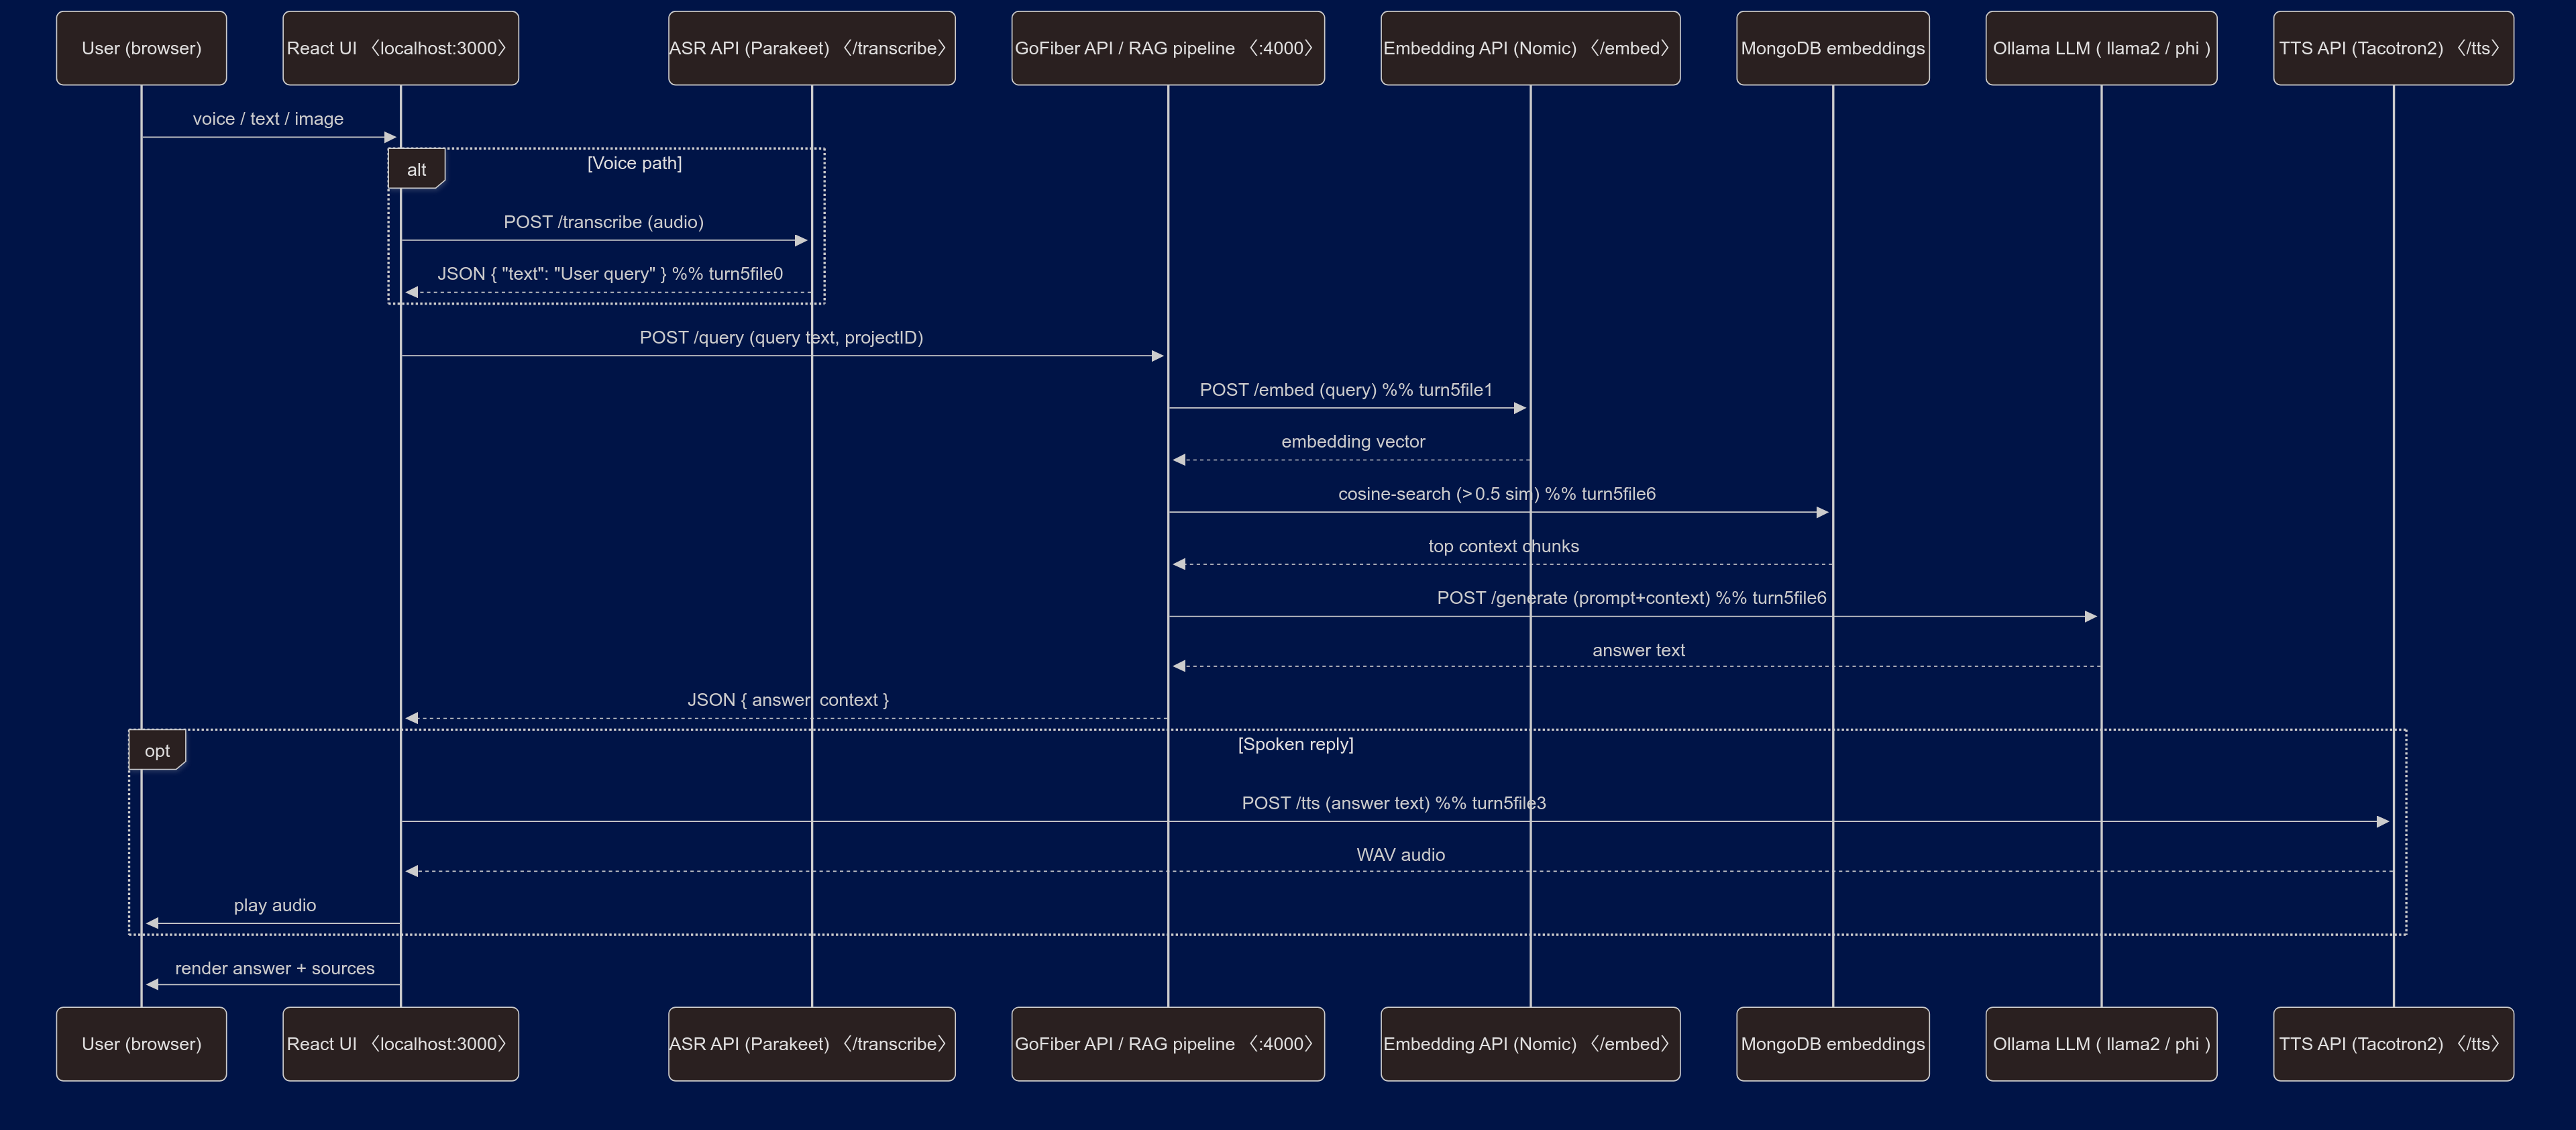 User (browser)
React UI 〈localhost:3000〉
ASR API (Parakeet) 〈/transcribe〉
GoFiber API / RAG pipeline 〈:4000〉
Embedding API (Nomic) 〈/embed〉
MongoDB embeddings
Ollama LLM ( llama2 / phi )
TTS API (Tacotron2) 〈/tts〉
voice / text / image
alt
[Voice path]
POST /transcribe (audio)
JSON { "text": "User query" } %% turn5file0
POST /query (query text, projectID)
POST /embed (query) %% turn5file1
embedding vector
cosine-search (> 0.5 sim) %% turn5file6
top context chunks
POST /generate (prompt+context) %% turn5file6
answer text
JSON { answer, context }
opt
[Spoken reply]
POST /tts (answer text) %% turn5file3
WAV audio
play audio
render answer + sources
User (browser)
React UI 〈localhost:3000〉
ASR API (Parakeet) 〈/transcribe〉
GoFiber API / RAG pipeline 〈:4000〉
Embedding API (Nomic) 〈/embed〉
MongoDB embeddings
Ollama LLM ( llama2 / phi )
TTS API (Tacotron2) 〈/tts〉